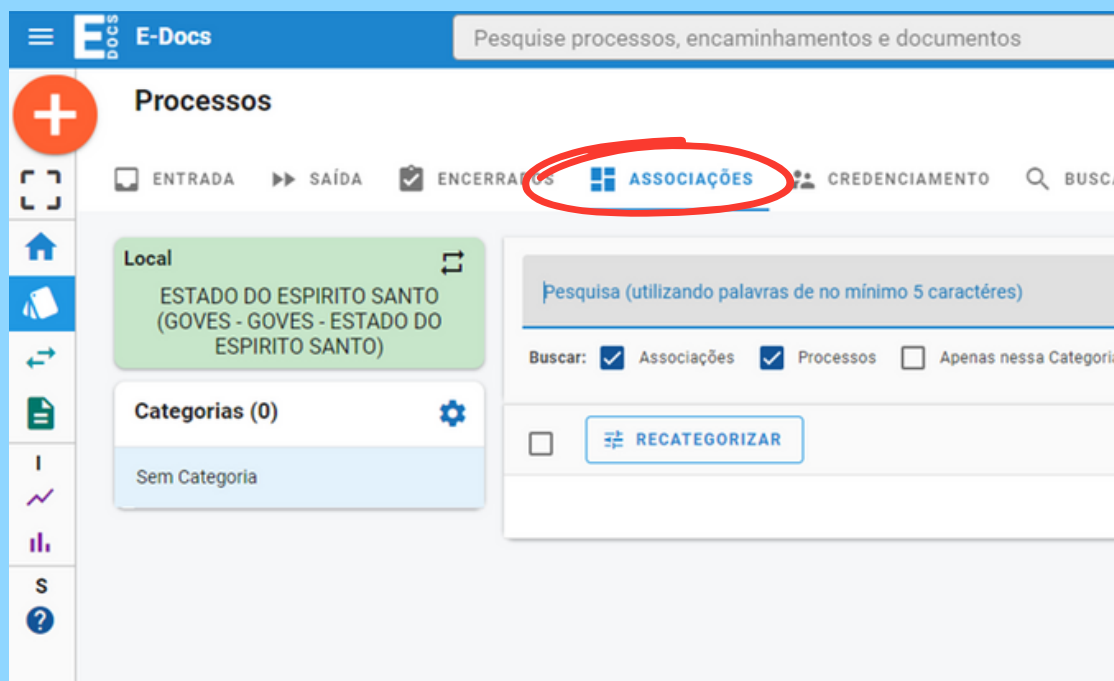 E DOCS E-Docs Pesquise processos, encaminhamentos e documentos
Processos
ENTRADA SAÍDA ENCERRADOS ASSOCIAÇÕES CREDENCIAMENTO BUSCA
Local
ESTADO DO ESPIRITO SANTO
(GOVES - GOVES - ESTADO DO
ESPIRITO SANTO)
Pesquisa (utilizando palavras de no mínimo 5 caractéres)
Buscar: Associações Processos Apenas nessa Categoria
Categorias (0)
RECATEGORIZAR
Sem Categoria
I
S
?